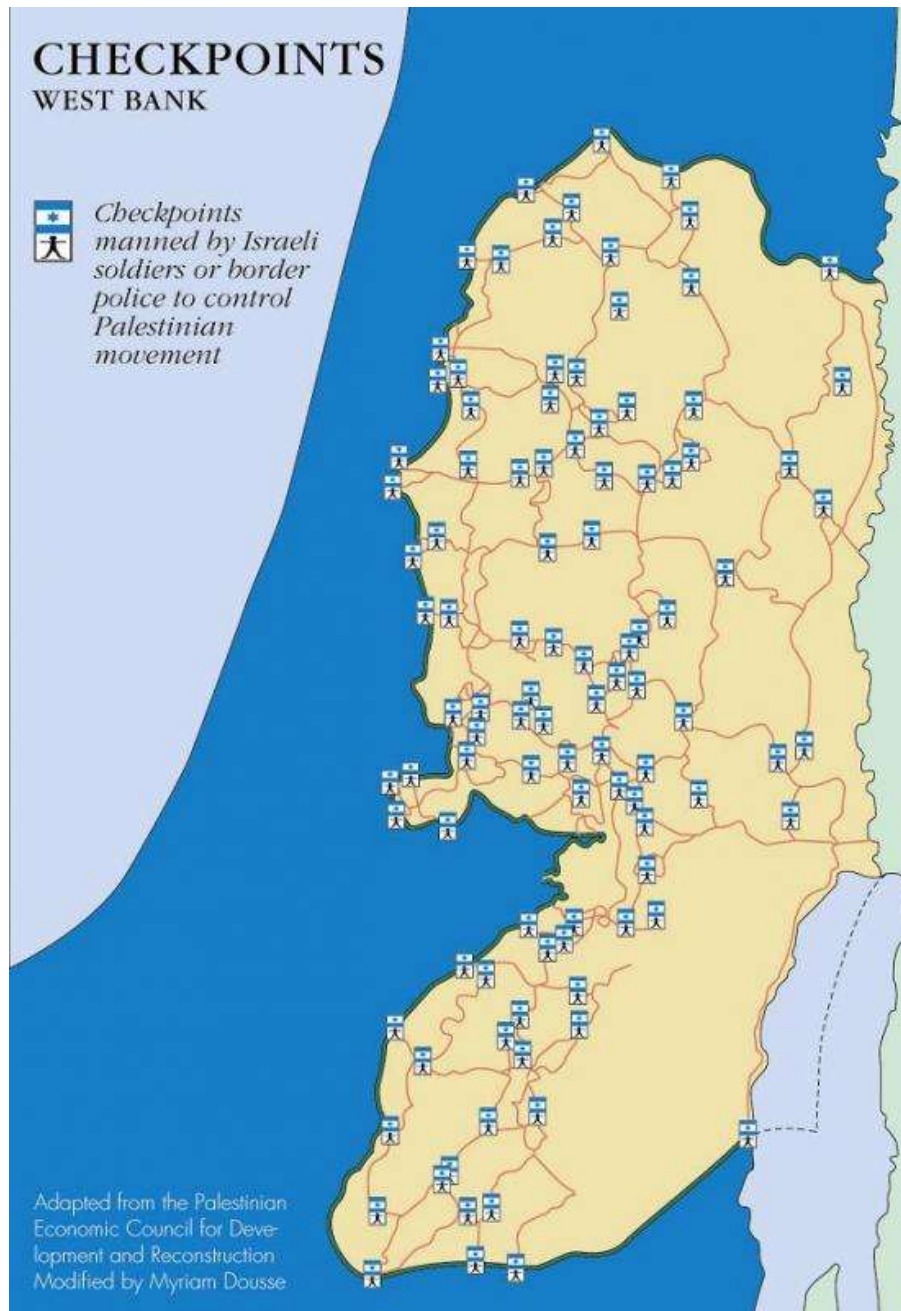 CHECKPOINTS
WEST BANK
Checkpoints
manned by Israeli
soldiers or border
police to control
Palestinian
movement
Adapted from the Palestinian
Economic Council for Deve-
lopment and Reconstruction
Modified by Myriam Dousse